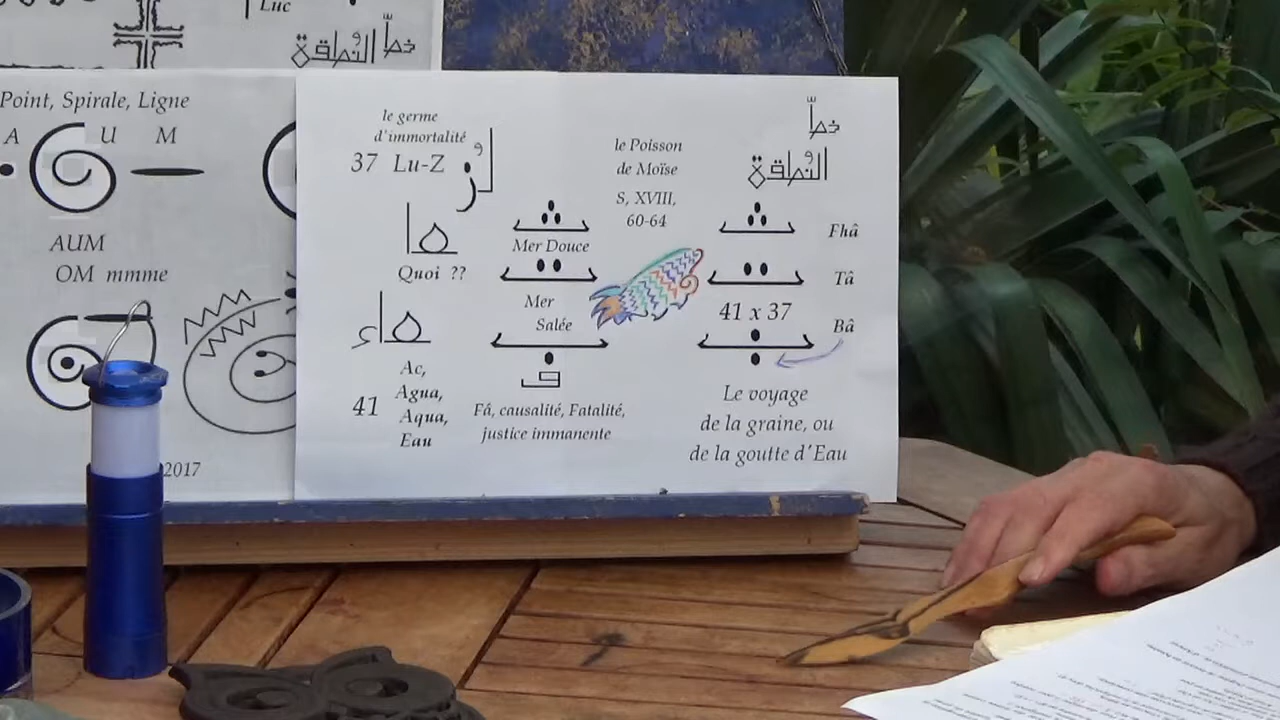 Luc
خطّ
النقطة
Point, Spirale, Ligne
A U M
AUM
OM mmme
2017
le germe
d'immortalité
37 Lu-Z
Quoi ??
41
Ac,
Agua,
Aqua,
Eau
Mer Douce
Mer
Salée
Fâ, causalité, Fatalité,
justice immanente
le Poisson
de Moïse
S, XVIII,
60-64
خطّ
النقطة
Fhâ
Tâ
41 x 37
Bâ
Le voyage
de la graine, ou
de la goutte d'Eau